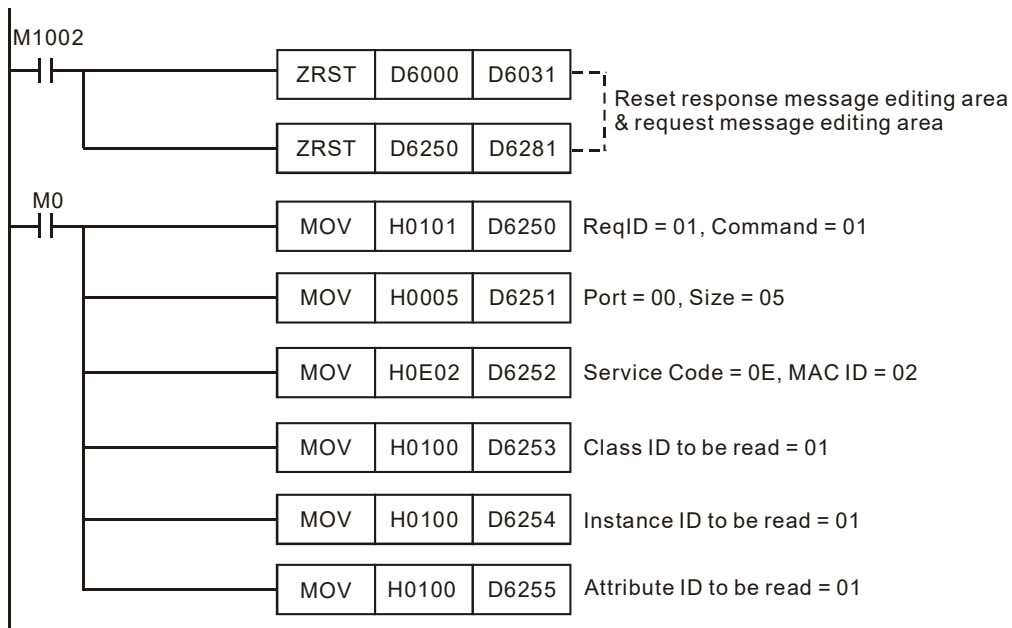 M1002
ZRST D6000 D6031
Reset response message editing area
& request message editing area
ZRST D6250 D6281
M0
MOV H0101 D6250 ReqID = 01, Command = 01
MOV H0005 D6251 Port = 00, Size = 05
MOV H0E02 D6252 Service Code = 0E, MAC ID = 02
MOV H0100 D6253 Class ID to be read = 01
MOV H0100 D6254 Instance ID to be read = 01
MOV H0100 D6255 Attribute ID to be read = 01